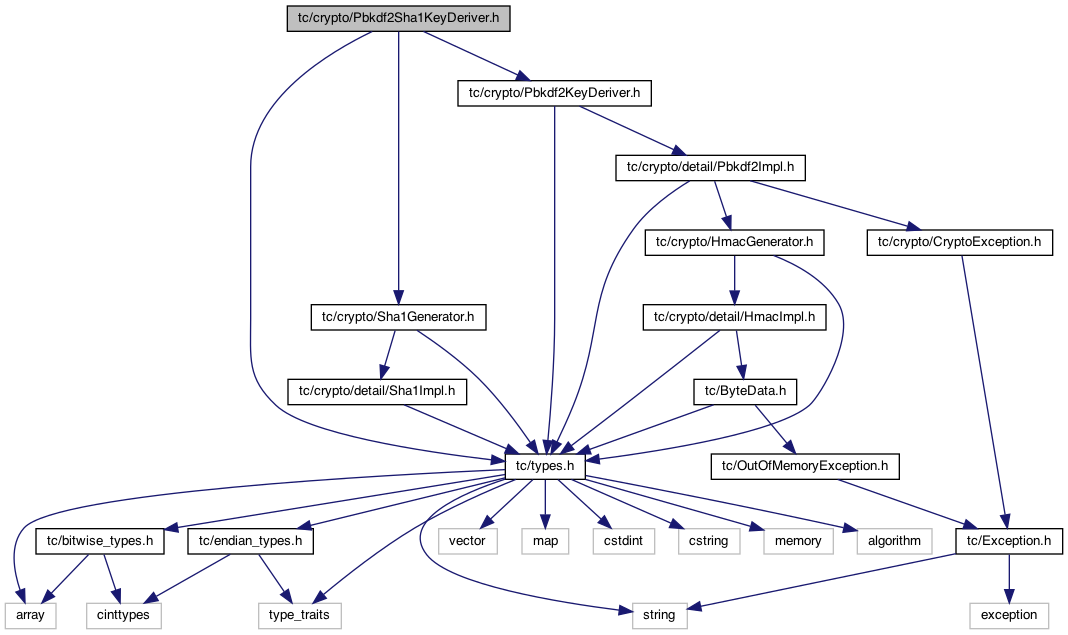 tc/crypto/Pbkdf2Sha1KeyDeriver.h
tc/crypto/Pbkdf2KeyDeriver.h
tc/crypto/detail/Pbkdf2Impl.h
tc/crypto/HmacGenerator.h
tc/crypto/CryptoException.h
tc/crypto/Sha1Generator.h
tc/crypto/detail/HmacImpl.h
tc/crypto/detail/Sha1Impl.h
tc/ByteData.h
tc/types.h
tc/OutOfMemoryException.h
tc/bitwise_types.h
tc/endian_types.h
vector
map
cstdint
cstring
memory
algorithm
tc/Exception.h
array
cinttypes
type_traits
string
exception